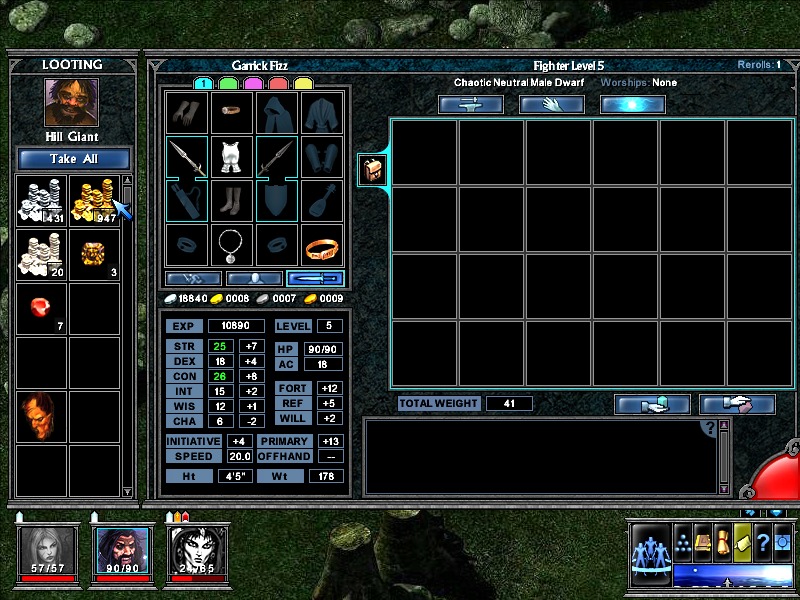 LOOTING
Hill Giant
Take All
431
947
20
3
7
Garrick Fizz
Fighter Level 5
Rerolls: 1
Chaotic Neutral Male Dwarf Worships: None
1
18840 0008 0007 0009
EXP 10890 LEVEL 5
STR 25 +7
DEX 18 +4
CON 26 +8
INT 15 +2
WIS 12 +1
CHA 6 -2
HP 90/90
AC 18
FORT +12
REF +5
WILL +2
INITIATIVE +4 PRIMARY +13
SPEED 20.0 OFFHAND --
Ht 4'5" Wt 178
TOTAL WEIGHT 41
?
57/57
90/90
24/85
?